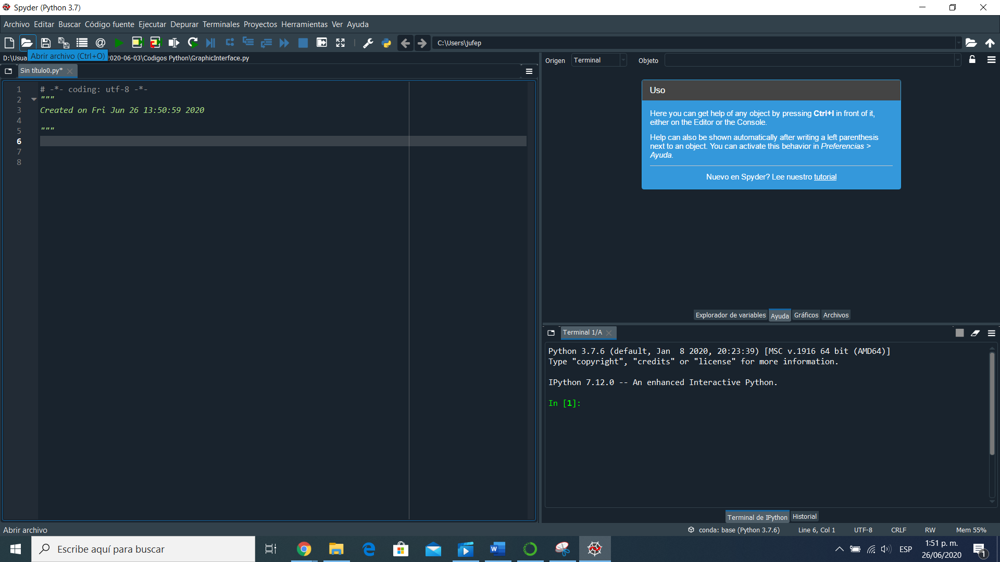 Spyder (Python 3.7)
Archivo Editar Buscar Código fuente Ejecutar Depurar Terminales Proyectos Herramientas Ver Ayuda
C:\Users\jufep
Abrir archivo (Ctrl+O)
D:\Usua 2020-06-03\Codigos Python\GraphicInterface.py
Sin título0.py*
1 # -*- coding: utf-8 -*-
2 """
3 Created on Fri Jun 26 13:50:59 2020
4
5 """
6
7
8
Origen Terminal Objeto
Uso
Here you can get help of any object by pressing Ctrl+I in front of it,
either on the Editor or the Console.
Help can also be shown automatically after writing a left parenthesis
next to an object. You can activate this behavior in Preferencias >
Ayuda.
Nuevo en Spyder? Lee nuestro tutorial
Explorador de variables Ayuda Gráficos Archivos
Terminal 1/A
Python 3.7.6 (default, Jan  8 2020, 20:23:39) [MSC v.1916 64 bit (AMD64)]
Type "copyright", "credits" or "license" for more information.
IPython 7.12.0 -- An enhanced Interactive Python.
In [1]:
Terminal de IPython Historial
Abrir archivo
conda: base (Python 3.7.6) Line 6, Col 1 UTF-8 CRLF RW Mem 55%
Escribe aquí para buscar
ESP
1:51 p. m.
26/06/2020
1